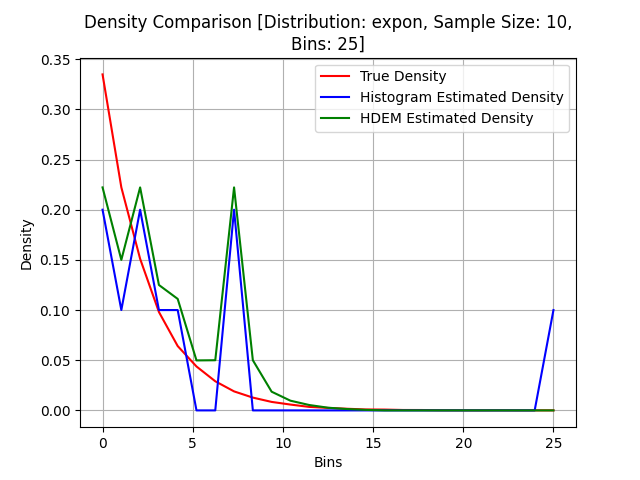 Density Comparison [Distribution: expon, Sample Size: 10,
Bins: 25]
True Density
Histogram Estimated Density
HDEM Estimated Density
Density
0.35
0.30
0.25
0.20
0.15
0.10
0.05
0.00
0 5 10 15 20 25
Bins